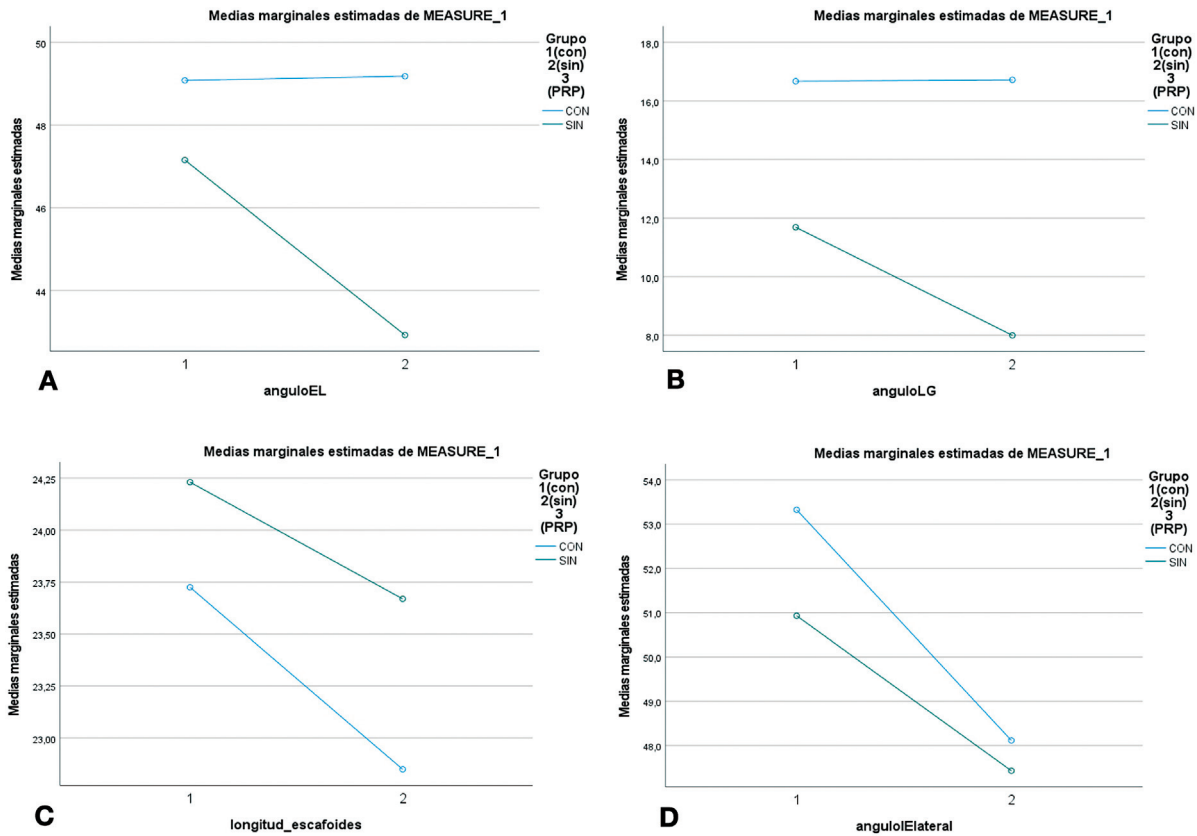 Medias marginales estimadas de MEASURE_1
50
48
46
44
Medias marginales estimadas
1
2
anguloEL
Grupo
1(con)
2(sin)
3
(PRP)
CON
SIN
A
Medias marginales estimadas de MEASURE_1
18,0
16,0
14,0
12,0
10,0
8,0
Medias marginales estimadas
1
2
anguloLG
Grupo
1(con)
2(sin)
3
(PRP)
CON
SIN
B
Medias marginales estimadas de MEASURE_1
24,25
24,00
23,75
23,50
23,25
23,00
Medias marginales estimadas
1
2
longitud_escafoides
Grupo
1(con)
2(sin)
3
(PRP)
CON
SIN
C
Medias marginales estimadas de MEASURE_1
54,0
53,0
52,0
51,0
50,0
49,0
48,0
Medias marginales estimadas
1
2
angulolElateral
Grupo
1(con)
2(sin)
3
(PRP)
CON
SIN
D